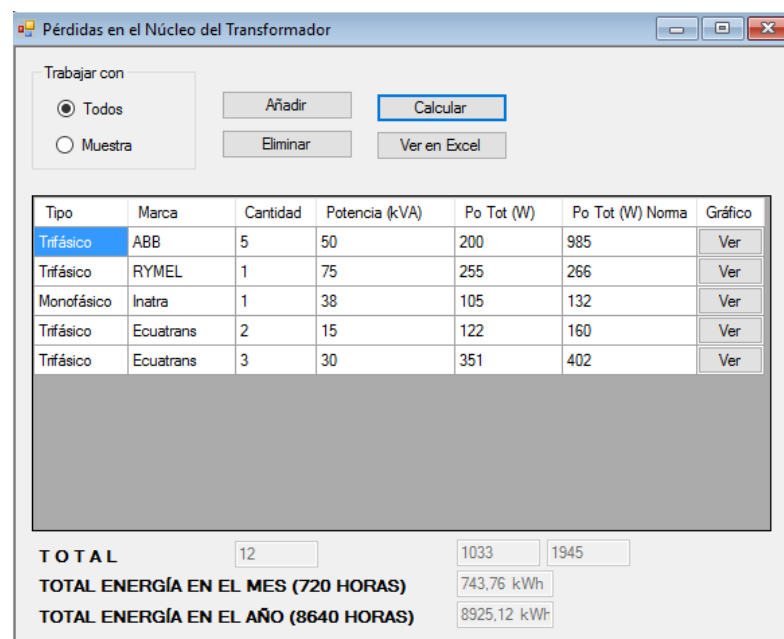 Pérdidas en el Núcleo del Transformador
Trabajar con
Todos Añadir Calcular
Muestra Eliminar Ver en Excel
Tipo Marca Cantidad Potencia (kVA) Po Tot (W) Po Tot (W) Norma Gráfico
Trifásico ABB 5 50 200 985 Ver
Trifásico RYMEL 1 75 255 266 Ver
Monofásico Inatra 1 38 105 132 Ver
Trifásico Ecuatrans 2 15 122 160 Ver
Trifásico Ecuatrans 3 30 351 402 Ver
TOTAL 12 1033 1945
TOTAL ENERGÍA EN EL MES (720 HORAS) 743,76 kWh
TOTAL ENERGÍA EN EL AÑO (8640 HORAS) 8925,12 kWh